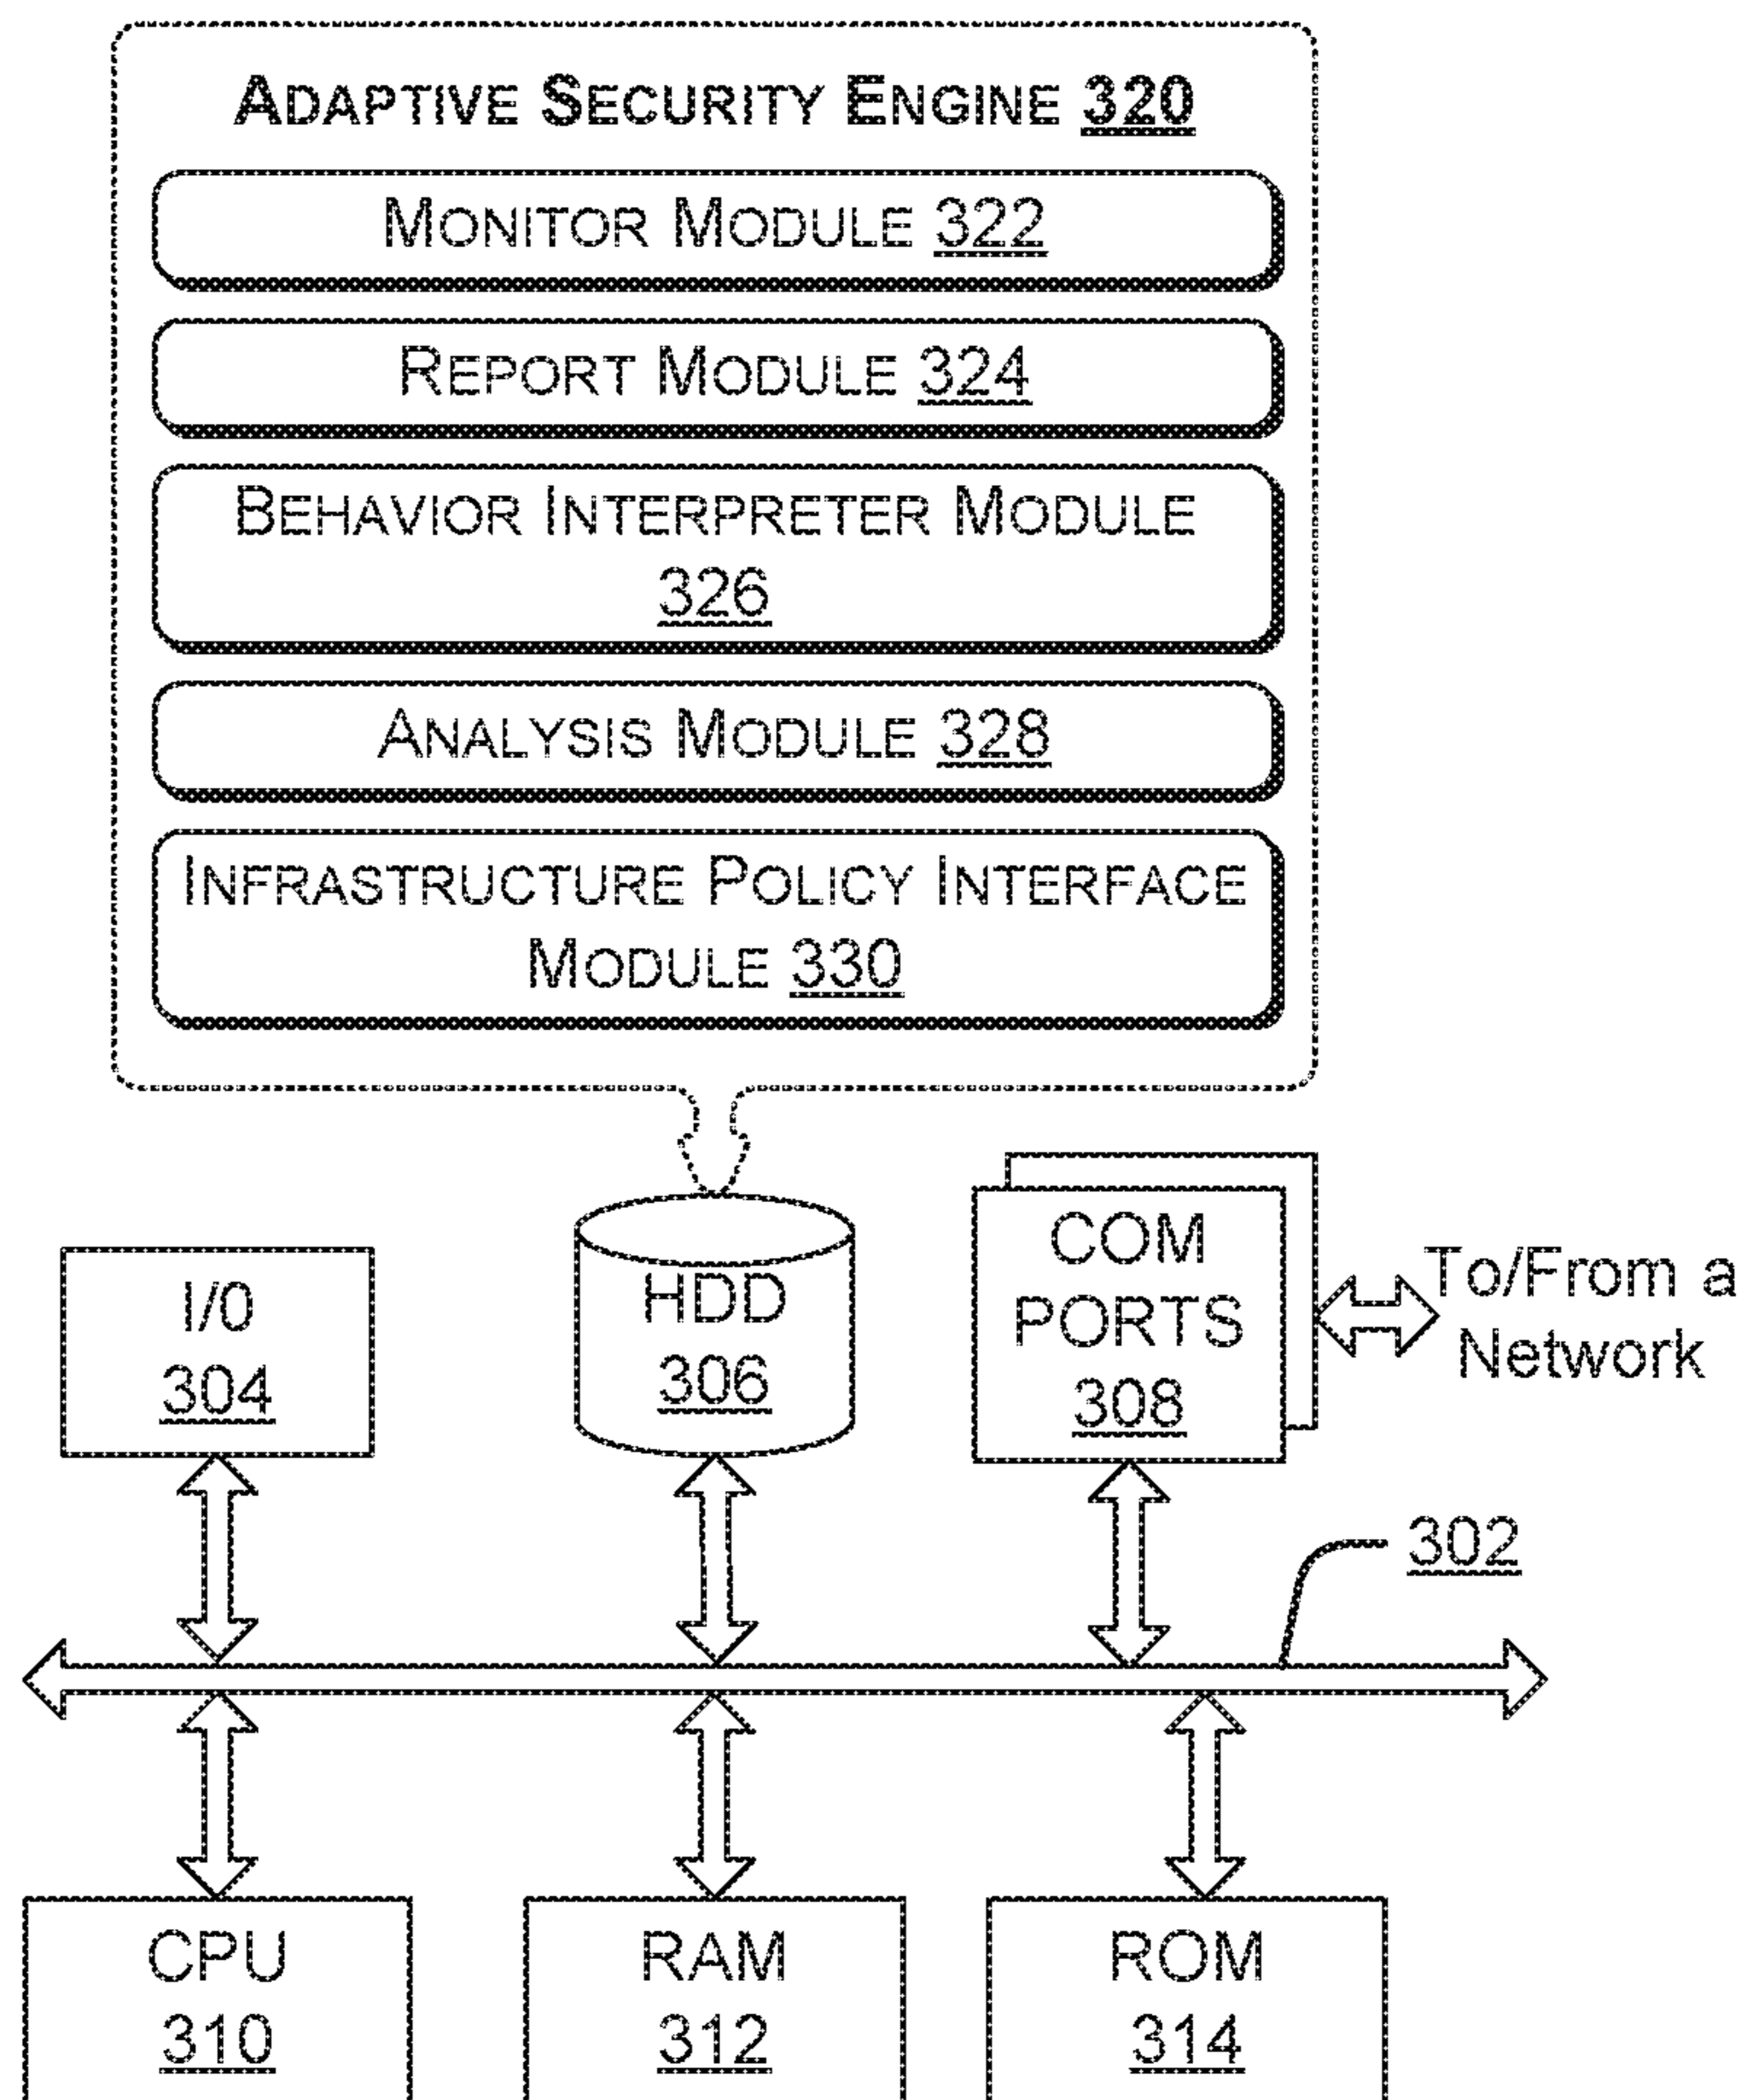 ADAPTIVE SECURITY ENGINE 320
MONITOR MODULE 322
REPORT MODULE 324
BEHAVIOR INTERPRETER MODULE
326
ANALYSIS MODULE 328
INFRASTRUCTURE POLICY INTERFACE
MODULE 330
I/0
304
HDD
306
COM
PORTS
308
To/From a
Network
302
CPU
310
RAM
312
ROM
314